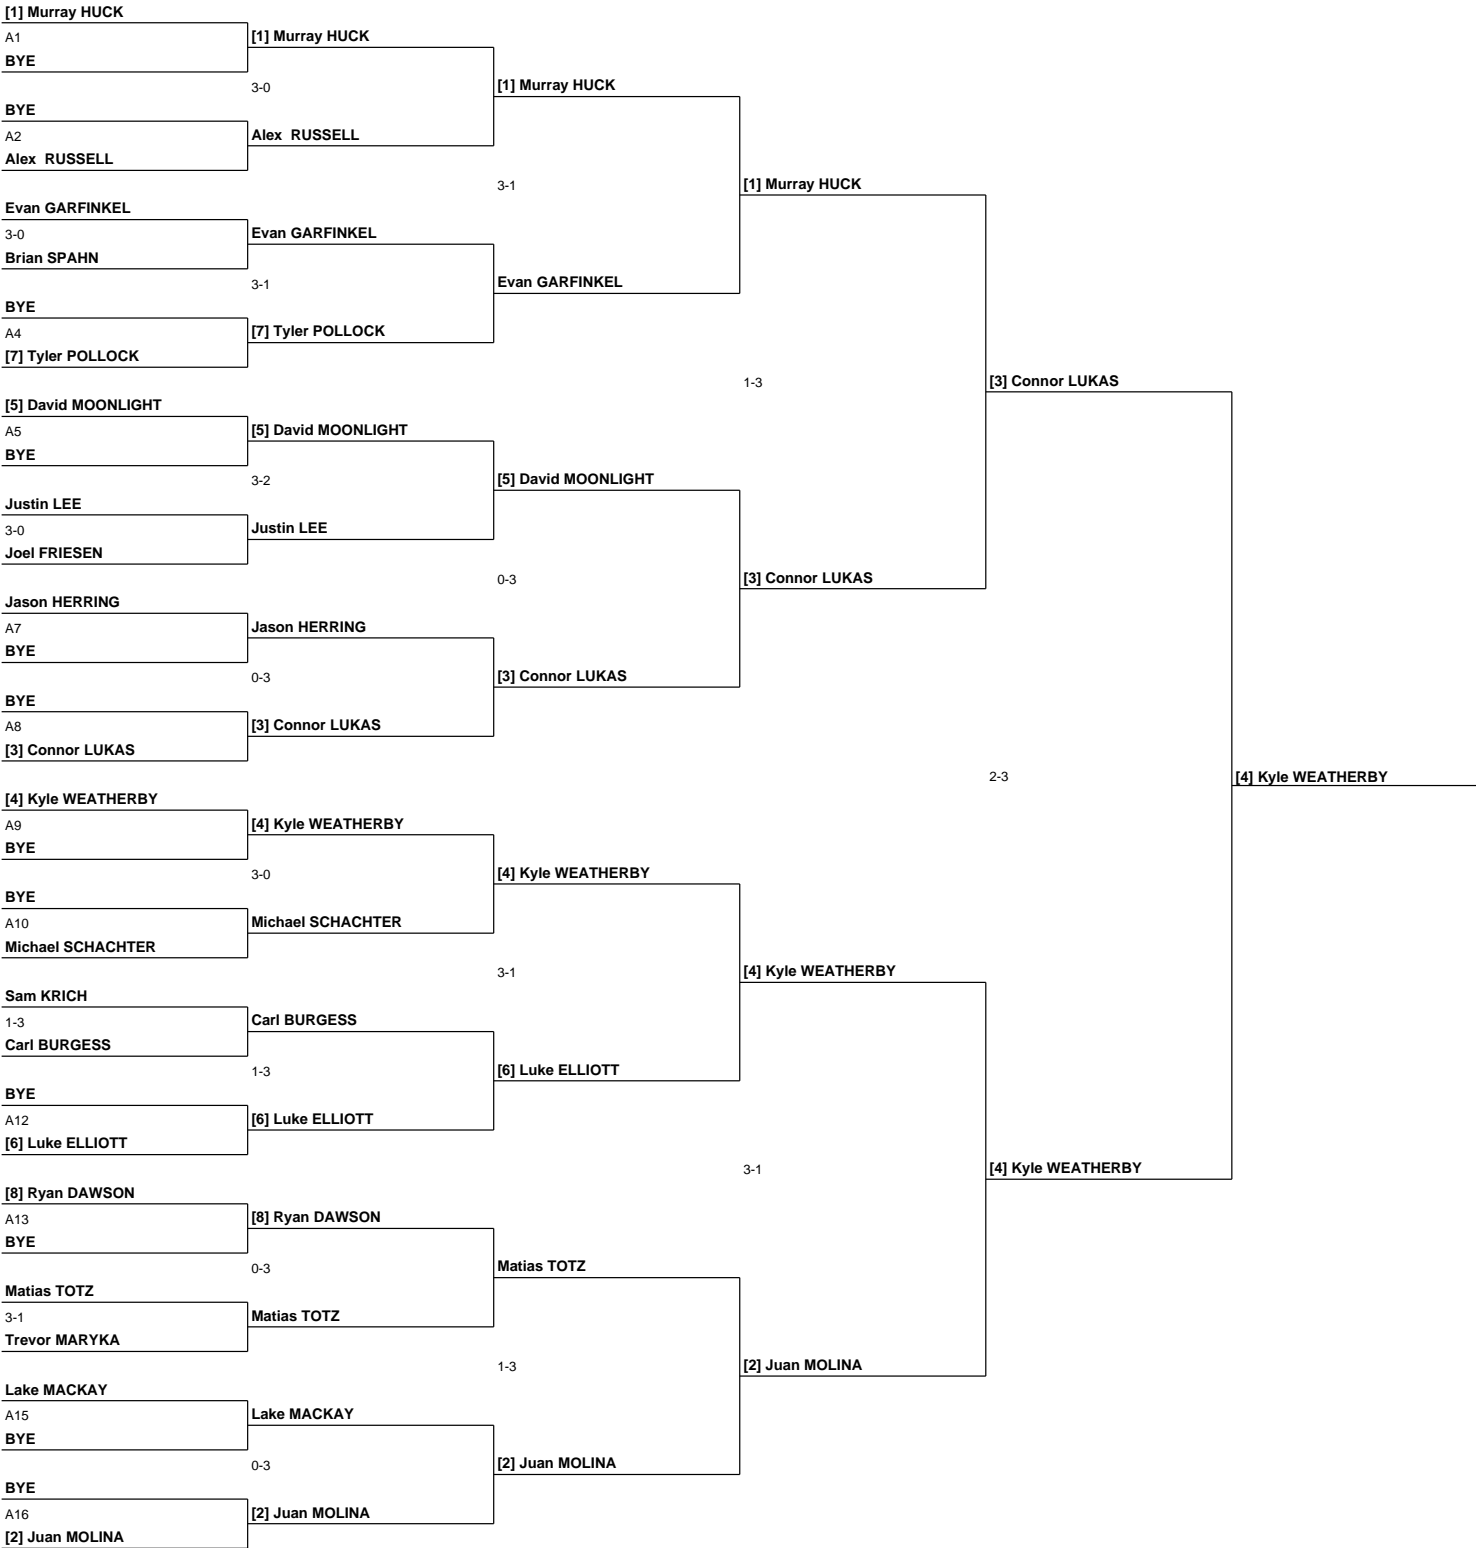 [1] Murray HUCK
A1
[1] Murray HUCK
BYE
3-0
[1] Murray HUCK
BYE
A2
Alex  RUSSELL
Alex  RUSSELL
3-1
[1] Murray HUCK
Evan GARFINKEL
3-0
Evan GARFINKEL
Brian SPAHN
3-1
Evan GARFINKEL
BYE
A4
[7] Tyler POLLOCK
[7] Tyler POLLOCK
1-3
[3] Connor LUKAS
[5] David MOONLIGHT
A5
[5] David MOONLIGHT
BYE
3-2
[5] David MOONLIGHT
Justin LEE
3-0
Justin LEE
Joel FRIESEN
0-3
[3] Connor LUKAS
Jason HERRING
A7
Jason HERRING
BYE
0-3
[3] Connor LUKAS
BYE
A8
[3] Connor LUKAS
[3] Connor LUKAS
2-3
[4] Kyle WEATHERBY
[4] Kyle WEATHERBY
A9
[4] Kyle WEATHERBY
BYE
3-0
[4] Kyle WEATHERBY
BYE
A10
Michael SCHACHTER
Michael SCHACHTER
3-1
[4] Kyle WEATHERBY
Sam KRICH
1-3
Carl BURGESS
Carl BURGESS
1-3
[6] Luke ELLIOTT
BYE
A12
[6] Luke ELLIOTT
[6] Luke ELLIOTT
3-1
[4] Kyle WEATHERBY
[8] Ryan DAWSON
A13
[8] Ryan DAWSON
BYE
0-3
Matias TOTZ
Matias TOTZ
3-1
Matias TOTZ
Trevor MARYKA
1-3
[2] Juan MOLINA
Lake MACKAY
A15
Lake MACKAY
BYE
0-3
[2] Juan MOLINA
BYE
A16
[2] Juan MOLINA
[2] Juan MOLINA